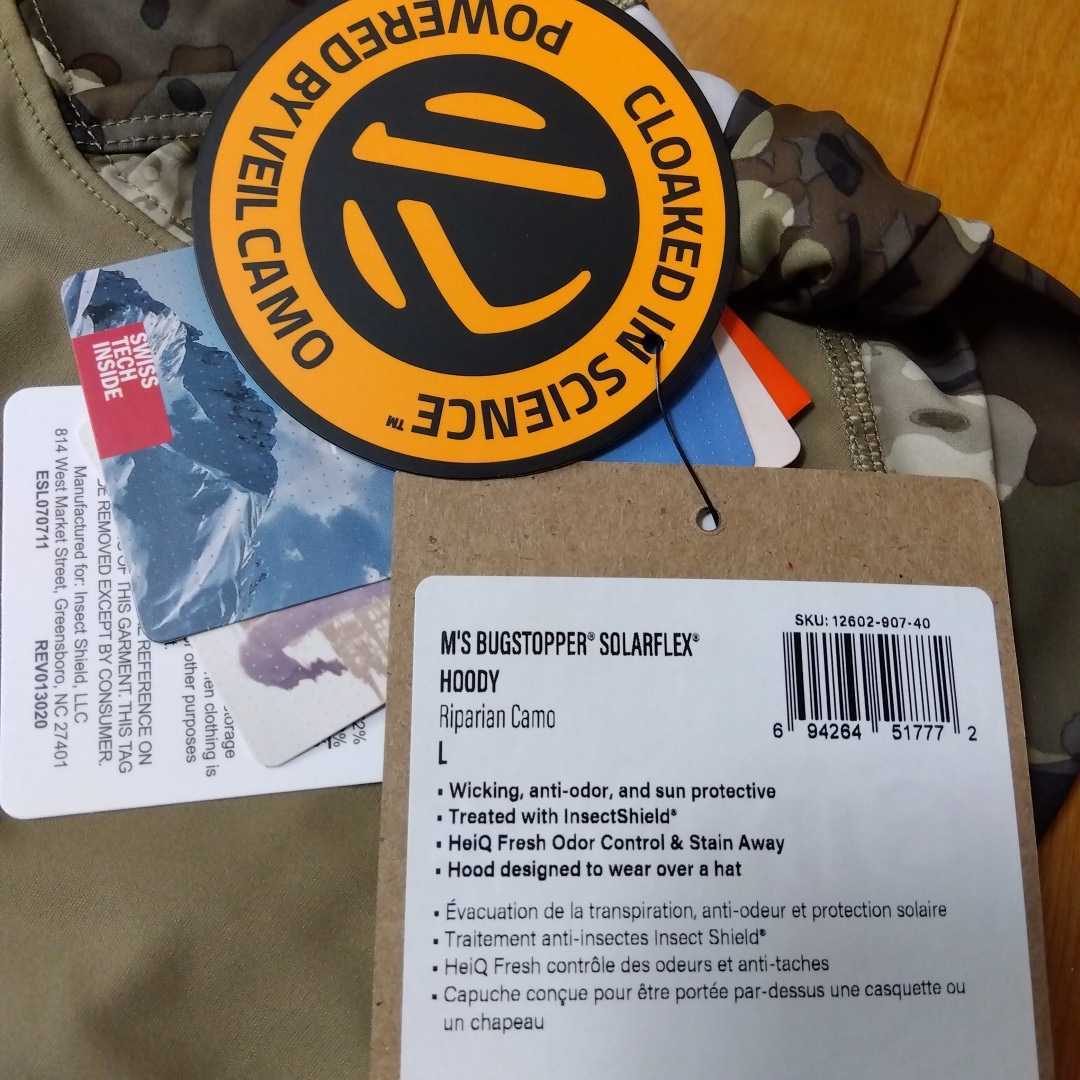 POWERED BY VEIL CAMO
CLOAKED IN SCIENCE™
SWISS
TECH
INSIDE
OF THIS GARMENT. THIS TAG
BE REMOVED EXCEPT BY CONSUMER.
REFERENCE ON
Manufactured for: Insect Shield, LLC
814 West Market Street, Greensboro, NC 27401
ESL070711 REV013020
clothing is
other purposes
2%
%
M'S BUGSTOPPER® SOLARFLEX®
HOODY
Riparian Camo
L
SKU: 12602-907-40
6 94264 51777 2
• Wicking, anti-odor, and sun protective
• Treated with InsectShield®
• HeiQ Fresh Odor Control & Stain Away
• Hood designed to wear over a hat
• Évacuation de la transpiration, anti-odeur et protection solaire
• Traitement anti-insectes Insect Shield®
• HeiQ Fresh contrôle des odeurs et anti-taches
• Capuche conçue pour être portée par-dessus une casquette ou
un chapeau